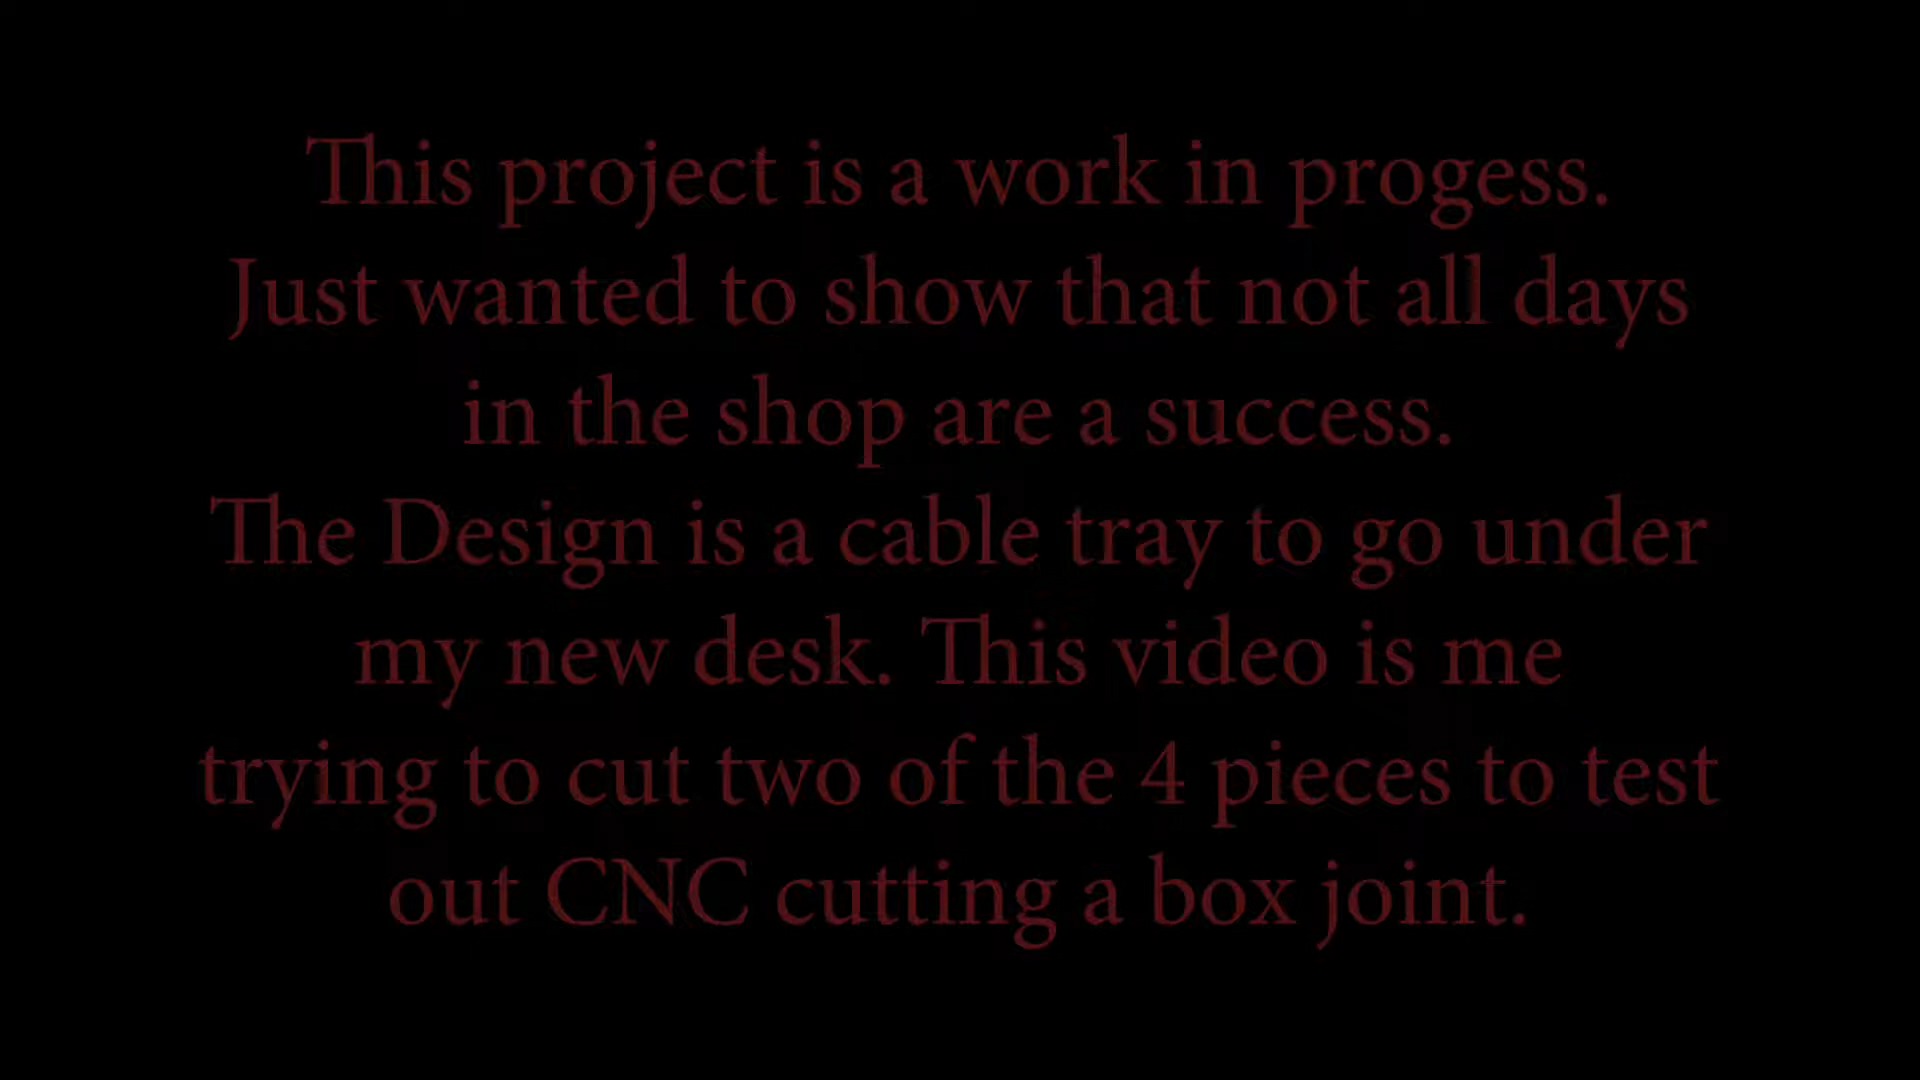 This project is a work in progess.
Just wanted to show that not all days
in the shop are a success.
The Design is a cable tray to go under
my new desk. This video is me
trying to cut two of the 4 pieces to test
out CNC cutting a box joint.